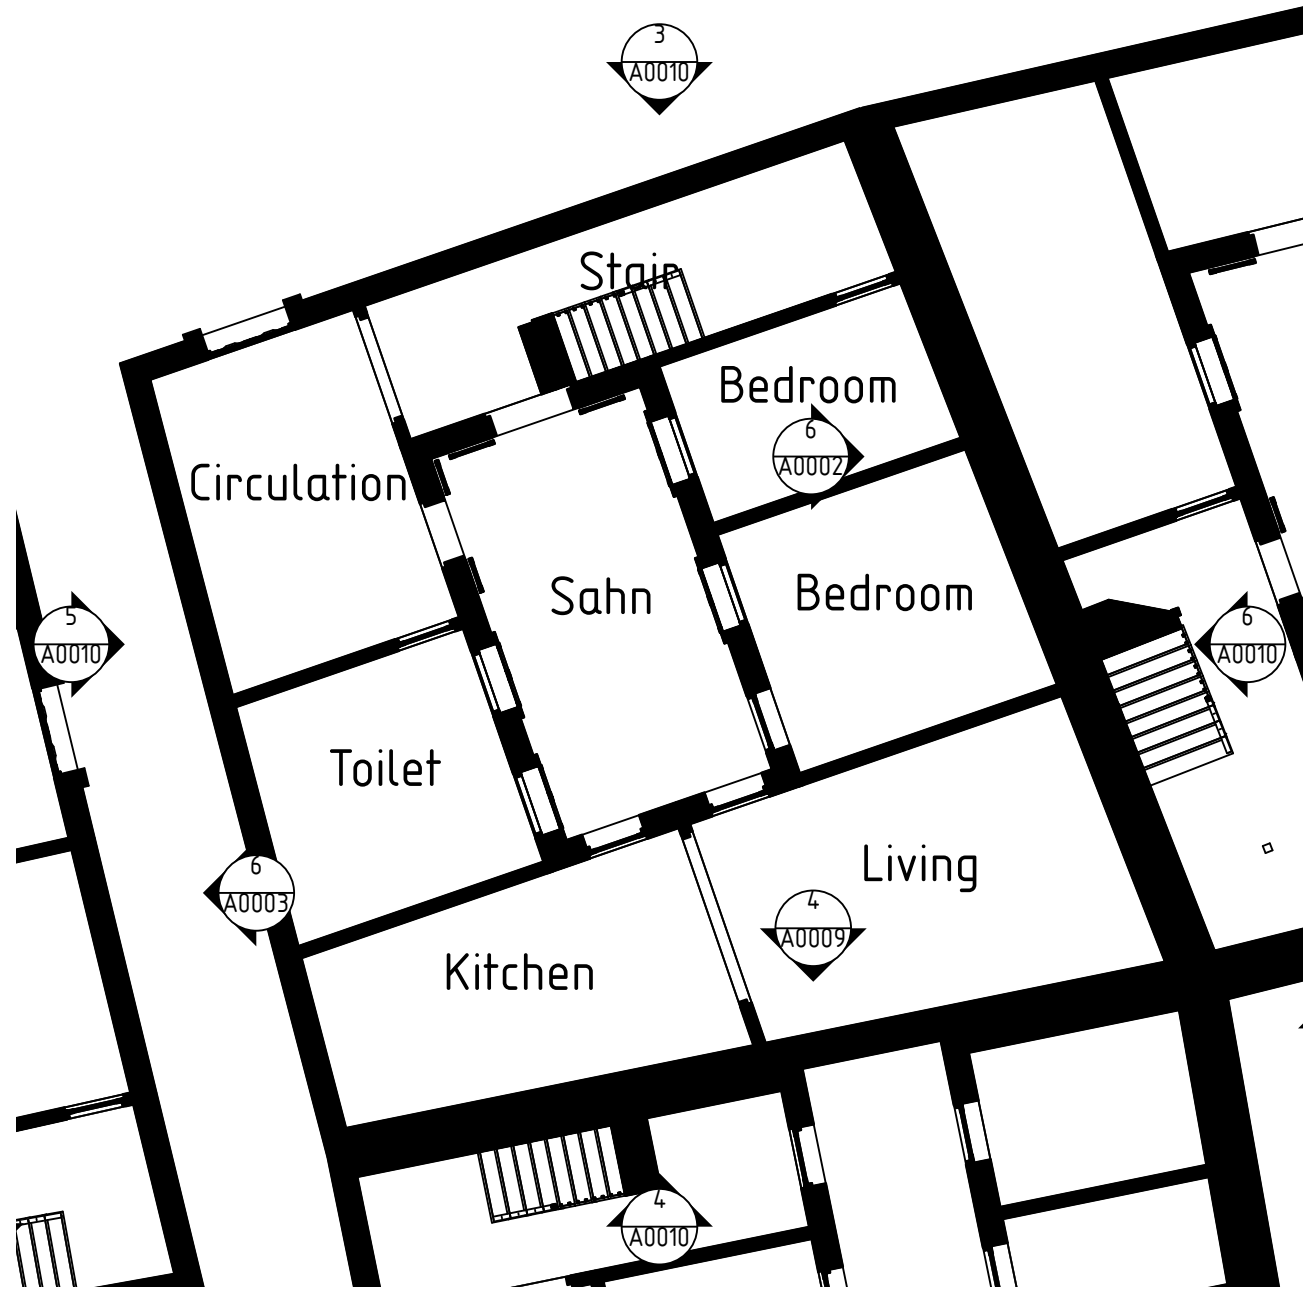 3
A0010
Stair
Bedroom
6
A0002
Circulation
Sahn
Bedroom
5
A0010
6
A0010
Toilet
6
A0003
Living
4
A0009
Kitchen
4
A0010